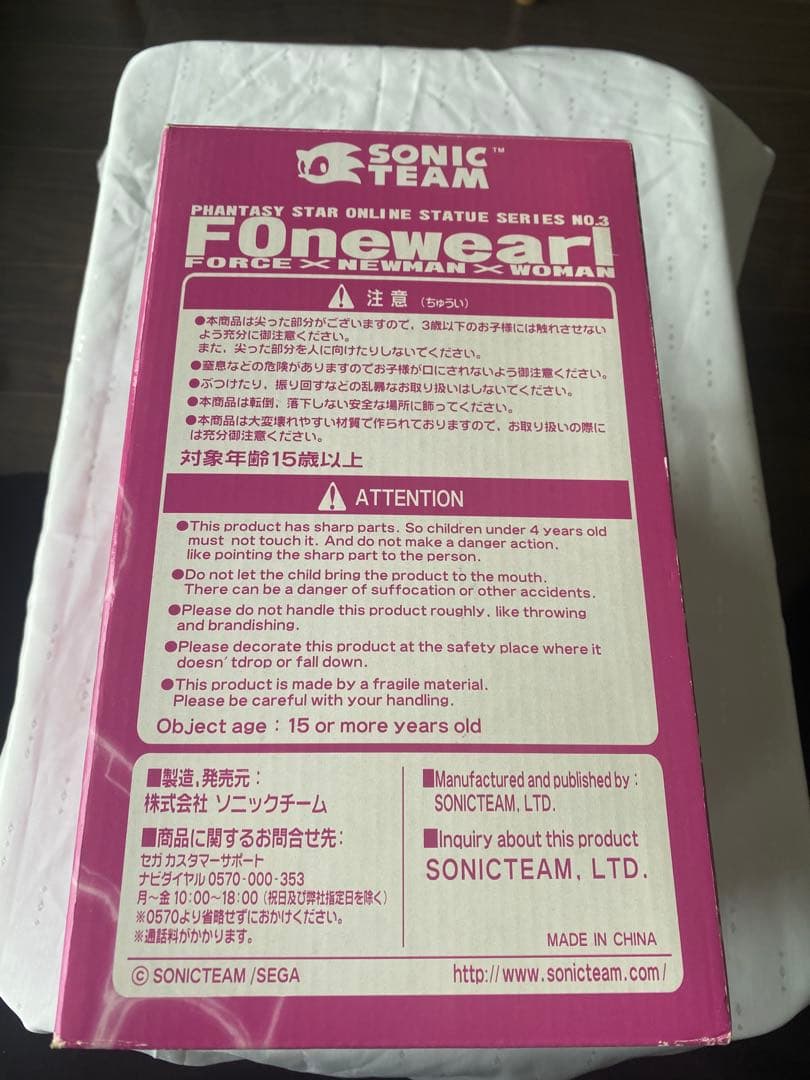 SONIC TEAM™
PHANTASY STAR ONLINE STATUE SERIES NO.3
FOnewearl
FORCE×NEWMAN×WOMAN
注意(ちゅうい)
●本商品は尖った部分がございますので、3歳以下のお子様には触れさせない
よう充分に御注意ください。
また、尖った部分を人に向けたりしないでください。
●窒息などの危険がありますのでお子様が口にされないよう御注意ください。
●ぶつけたり、振り回すなどの乱暴なお取り扱いはしないでください。
●本商品は転倒、落下しない安全な場所に飾ってください。
●本商品は大変壊れやすい材質で作られておりますので、お取り扱いの際に
は充分御注意ください。
対象年齢15歳以上
ATTENTION
●This product has sharp parts. So children under 4 years old
must not touch it. And do not make a danger action.
like pointing the sharp part to the person.
●Do not let the child bring the product to the mouth.
There can be a danger of suffocation or other accidents.
●Please do not handle this product roughly. like throwing
and brandishing.
●Please decorate this product at the safety place where it
doesn'tdrop or fall down.
●This product is made by a fragile material.
Please be careful with your handling.
Object age : 15 or more years old
■製造,発売元:
株式会社 ソニックチーム
■商品に関するお問合せ先:
セガ カスタマーサポート
ナビダイヤル 0570-000-353
月〜金 10:00〜18:00 (祝日及び弊社指定日を除く)
※0570より省略せずにおかけください。
※通話料がかかります。
■Manufactured and published by :
SONICTEAM, LTD.
■Inquiry about this product
SONICTEAM, LTD.
MADE IN CHINA
© SONICTEAM /SEGA
http://www.sonicteam.com/